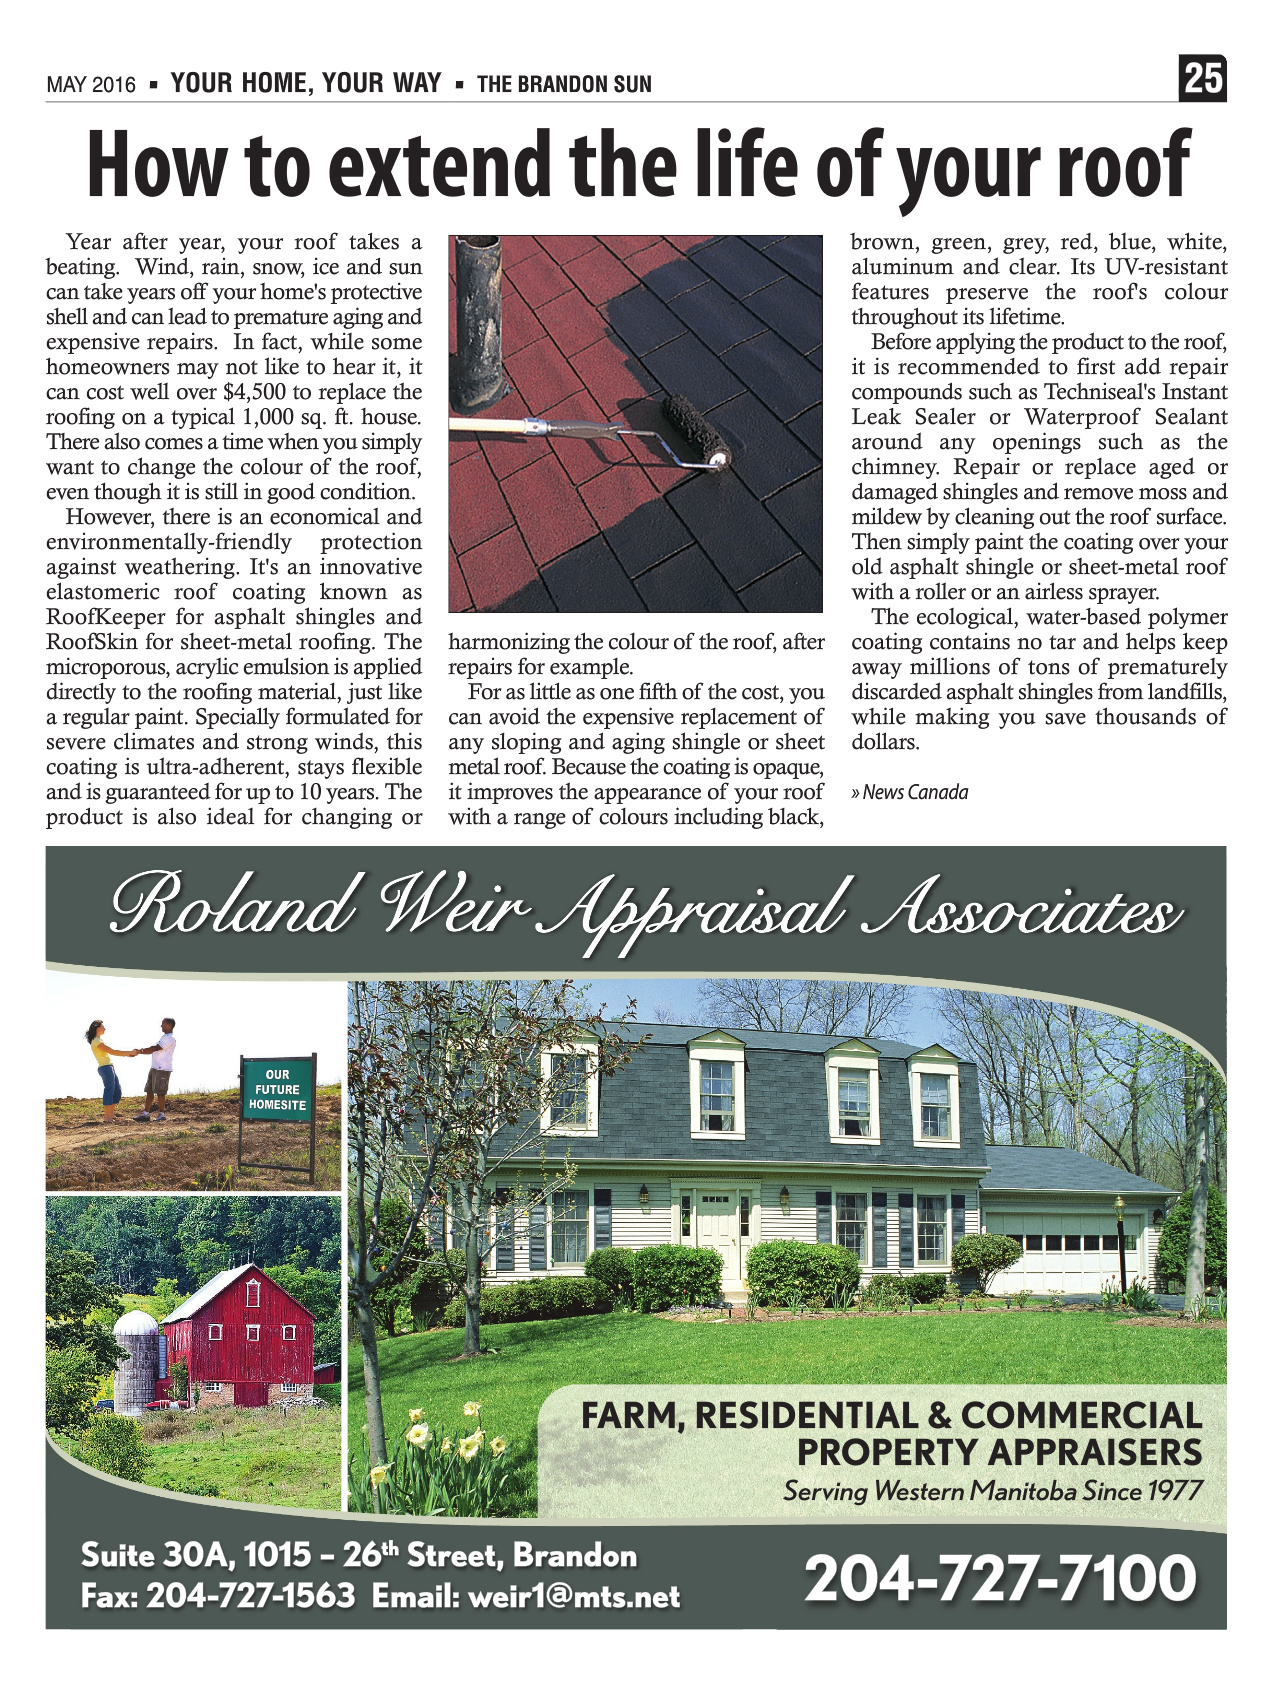 MAY 2016 ▪ YOUR HOME, YOUR WAY ▪ THE BRANDON SUN
25
How to extend the life of your roof
Year after year, your roof takes a
beating. Wind, rain, snow, ice and sun
can take years off your home's protective
shell and can lead to premature aging and
expensive repairs. In fact, while some
homeowners may not like to hear it, it
can cost well over $4,500 to replace the
roofing on a typical 1,000 sq. ft. house.
There also comes a time when you simply
want to change the colour of the roof,
even though it is still in good condition.
However, there is an economical and
environmentally-friendly protection
against weathering. It's an innovative
elastomeric roof coating known as
RoofKeeper for asphalt shingles and
RoofSkin for sheet-metal roofing. The
microporous, acrylic emulsion is applied
directly to the roofing material, just like
a regular paint. Specially formulated for
severe climates and strong winds, this
coating is ultra-adherent, stays flexible
and is guaranteed for up to 10 years. The
product is also ideal for changing or
harmonizing the colour of the roof, after
repairs for example.
For as little as one fifth of the cost, you
can avoid the expensive replacement of
any sloping and aging shingle or sheet
metal roof. Because the coating is opaque,
it improves the appearance of your roof
with a range of colours including black,
brown, green, grey, red, blue, white,
aluminum and clear. Its UV-resistant
features preserve the roof's colour
throughout its lifetime.
Before applying the product to the roof,
it is recommended to first add repair
compounds such as Techniseal's Instant
Leak Sealer or Waterproof Sealant
around any openings such as the
chimney. Repair or replace aged or
damaged shingles and remove moss and
mildew by cleaning out the roof surface.
Then simply paint the coating over your
old asphalt shingle or sheet-metal roof
with a roller or an airless sprayer.
The ecological, water-based polymer
coating contains no tar and helps keep
away millions of tons of prematurely
discarded asphalt shingles from landfills,
while making you save thousands of
dollars.
» News Canada
Roland Weir Appraisal Associates
OUR
FUTURE
HOMESITE
FARM, RESIDENTIAL & COMMERCIAL
PROPERTY APPRAISERS
Serving Western Manitoba Since 1977
Suite 30A, 1015 – 26th Street, Brandon
Fax: 204-727-1563 Email: weir1@mts.net
204-727-7100